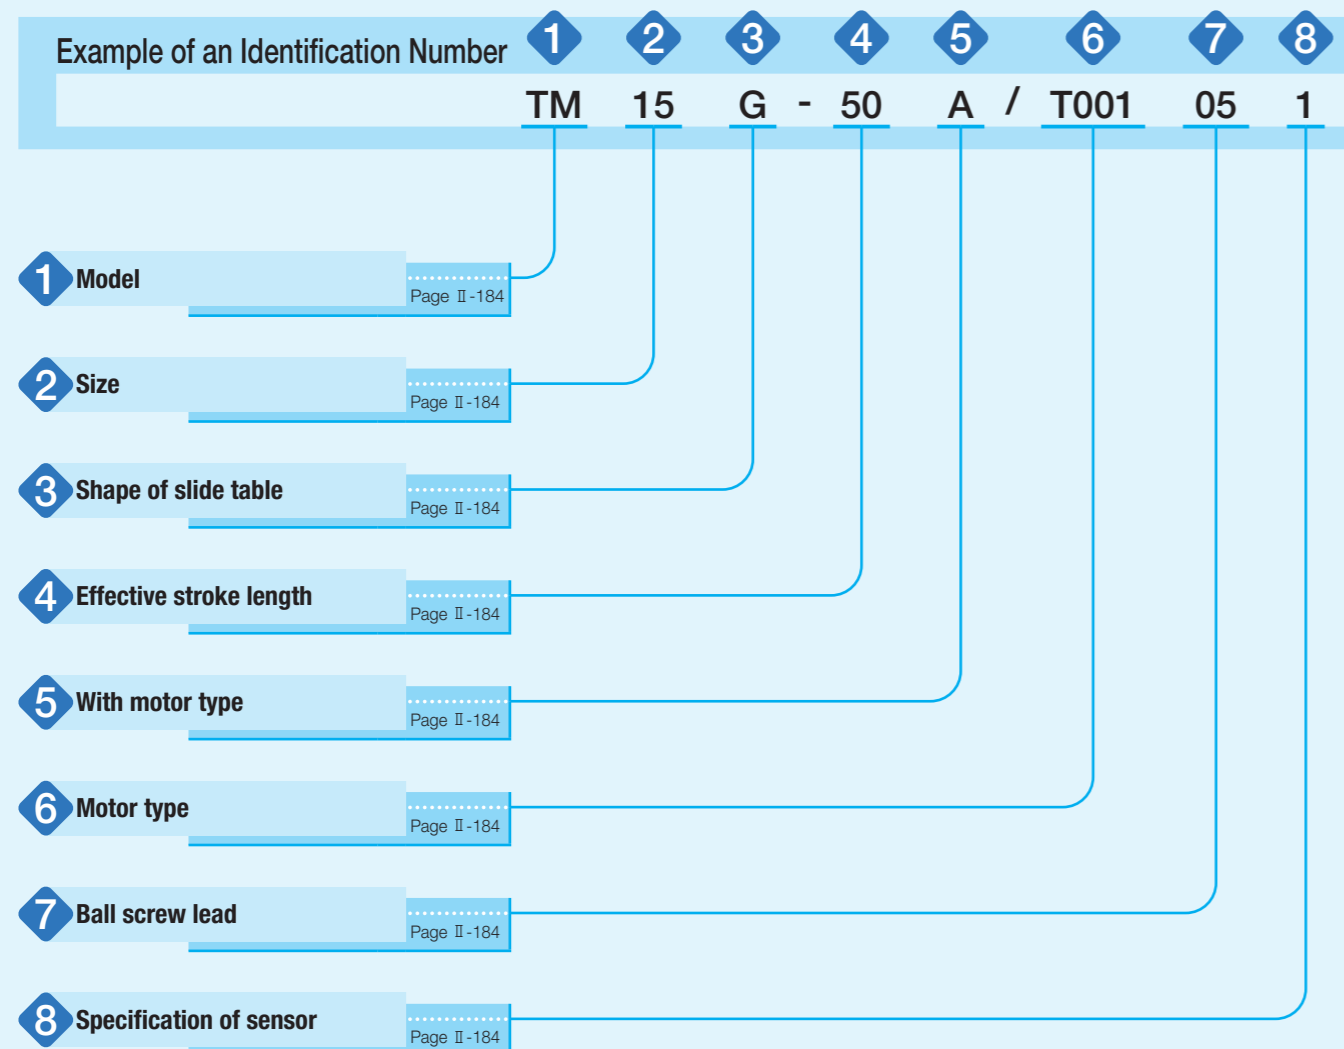 1 2 3 4 5 6 7 8
Example of an Identification Number
TM 15 G - 50 A / T001 05 1
1 Model
Page Ⅱ-184
2 Size
Page Ⅱ-184
3 Shape of slide table
Page Ⅱ-184
4 Effective stroke length
Page Ⅱ-184
5 With motor type
Page Ⅱ-184
6 Motor type
Page Ⅱ-184
7 Ball screw lead
Page Ⅱ-184
8 Specification of sensor
Page Ⅱ-184